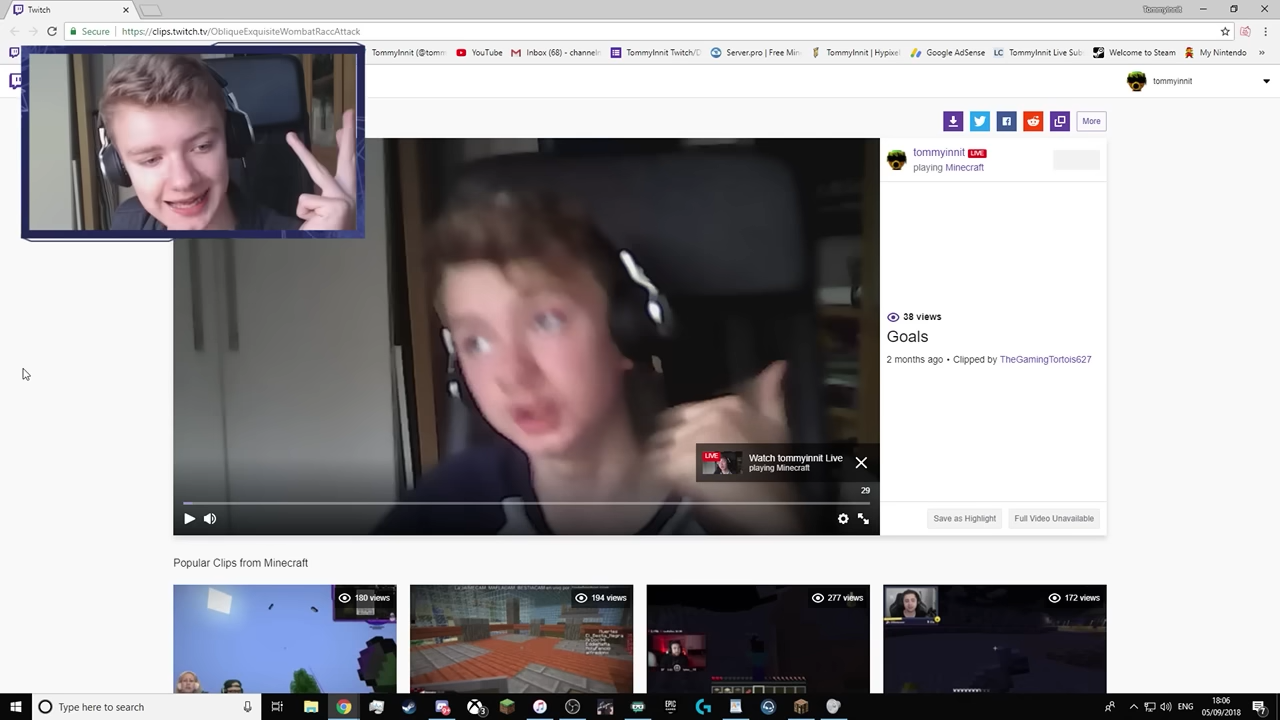 Twitch
TommyInnit
Secure
https://clips.twitch.tv/ObliqueExquisiteWombatRaccAttack
TommyInnit (@tomm
YouTube
Inbox (68) - channelin
TommyInnit Twitch/D
Server.pro | Free Min
TommyInnit | Hypixel
Google AdSense
LC TommyInnit Live Sub
Welcome to Steam
My Nintendo
tommyinnit
More
tommyinnit LIVE
playing Minecraft
38 views
Goals
2 months ago • Clipped by TheGamingTortois627
LIVE
Watch tommyinnit Live
playing Minecraft
29
Save as Highlight
Full Video Unavailable
Popular Clips from Minecraft
180 views
194 views
277 views
172 views
Type here to search
ENG
18:06
05/09/2018